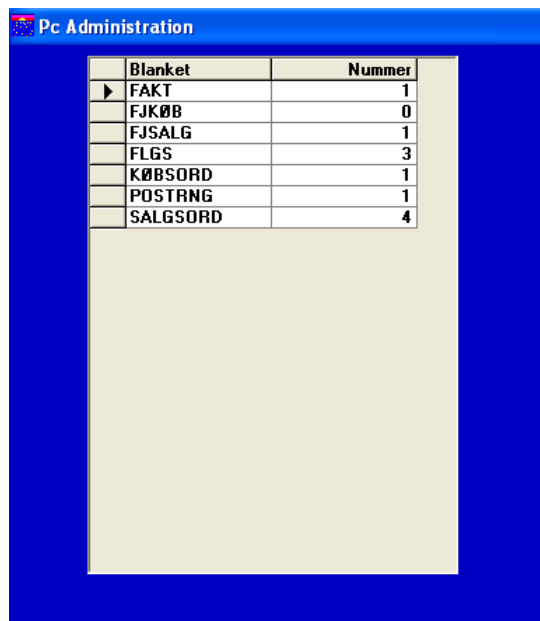 Pc Administration
Blanket Nummer
FAKT 1
FJKØB 0
FJSALG 1
FLGS 3
KØBSORD 1
POSTRNG 1
SALGSORD 4